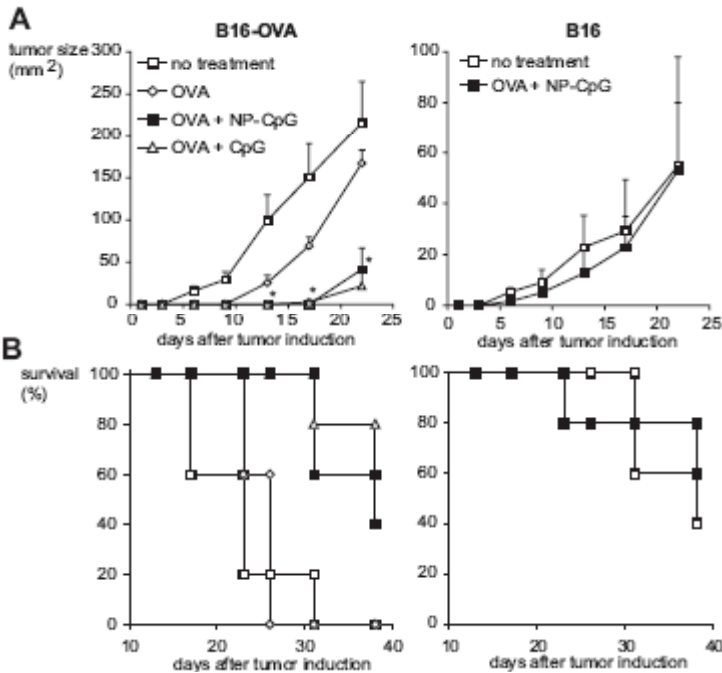 A
B16-OVA
B16
tumor size
(mm 2)
300
250
200
150
100
50
0
no treatment
OVA
OVA + NP-CpG
OVA + CpG
*
*
*
0 5 10 15 20 25
days after tumor induction
100
80
60
40
20
0
no treatment
OVA + NP-CpG
0 5 10 15 20 25
days after tumor induction
B
survival
(%)
100
80
60
40
20
0
10 20 30 40
days after tumor induction
100
80
60
40
20
0
10 20 30 40
days after tumor induction